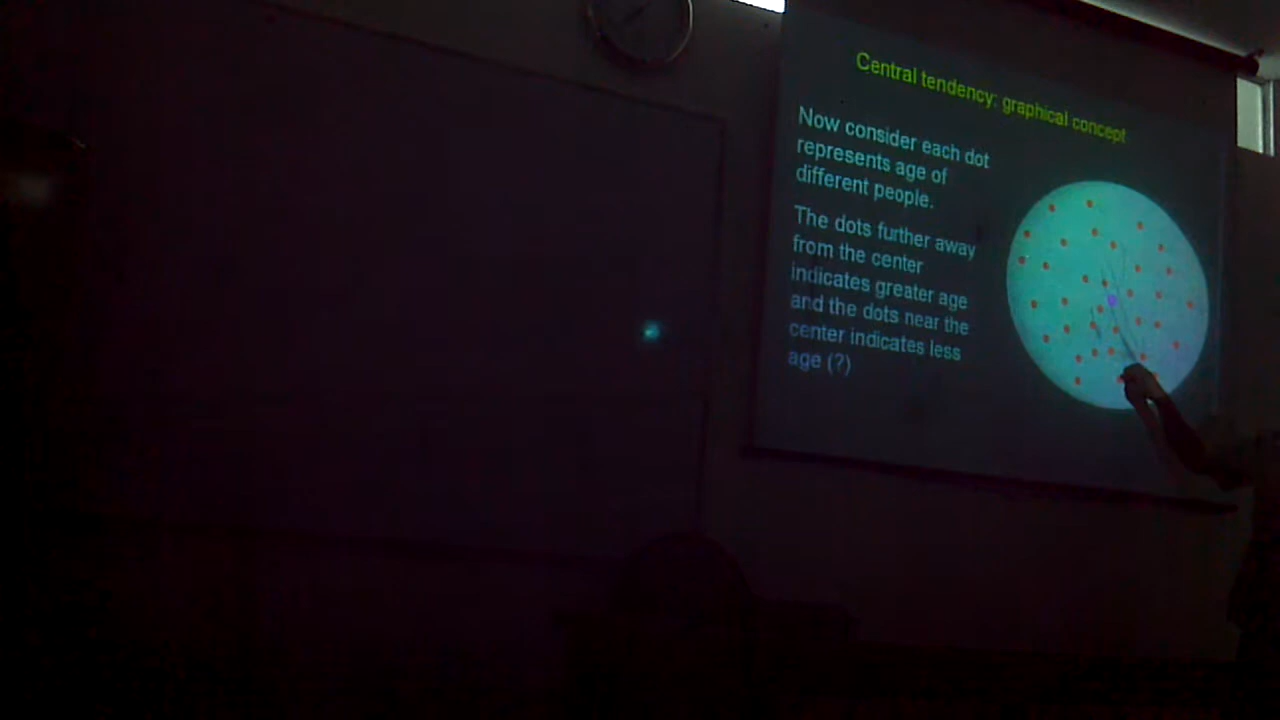 Central tendency: graphical concept
Now consider each dot
represents age of
different people.
The dots further away
from the center
indicates greater age
and the dots near the
center indicates less
age (?)